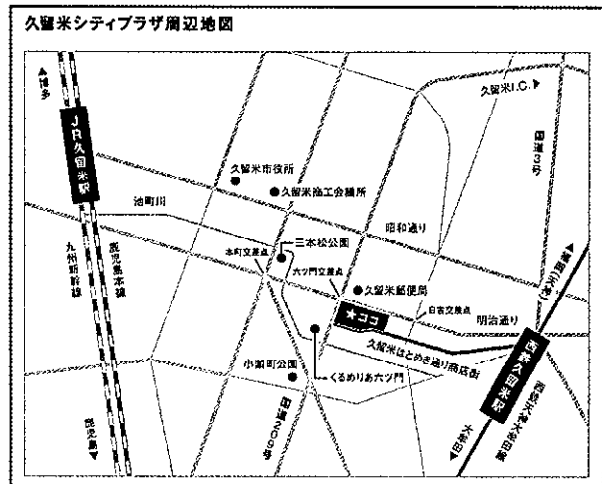 久留米シティプラザ周辺地図
▲博多
久留米I.C.▶
JR久留米駅
国道3号
久留米市役所
久留米商工会議所
池町川
昭和通り
三本松公園
本町交差点
六ツ門交差点
▲福岡(天神)
九州新幹線
鹿児島本線
久留米郵便局
日吉交差点
★ココ
明治通り
久留米ほとめき通り商店街
西鉄久留米駅
小頭町公園
くるめりあ六ツ門
国道209号
西鉄天神大牟田線
大牟田▼
鹿児島▼